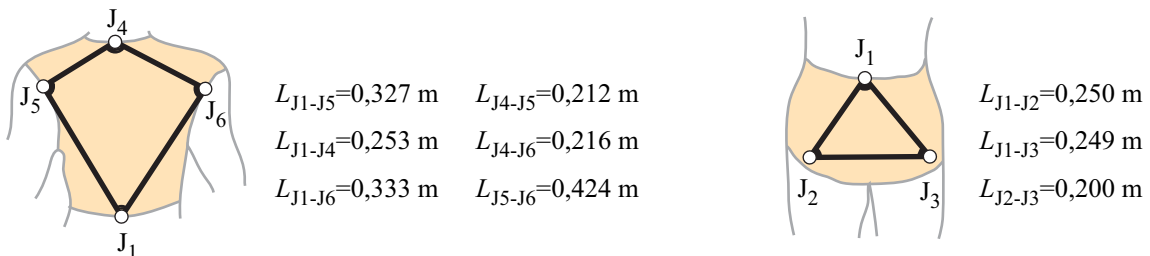 J4
J5
J6
J1
LJ1-J5=0,327 m LJ4-J5=0,212 m
LJ1-J4=0,253 m LJ4-J6=0,216 m
LJ1-J6=0,333 m LJ5-J6=0,424 m
J1
J2
J3
LJ1-J2=0,250 m
LJ1-J3=0,249 m
LJ2-J3=0,200 m